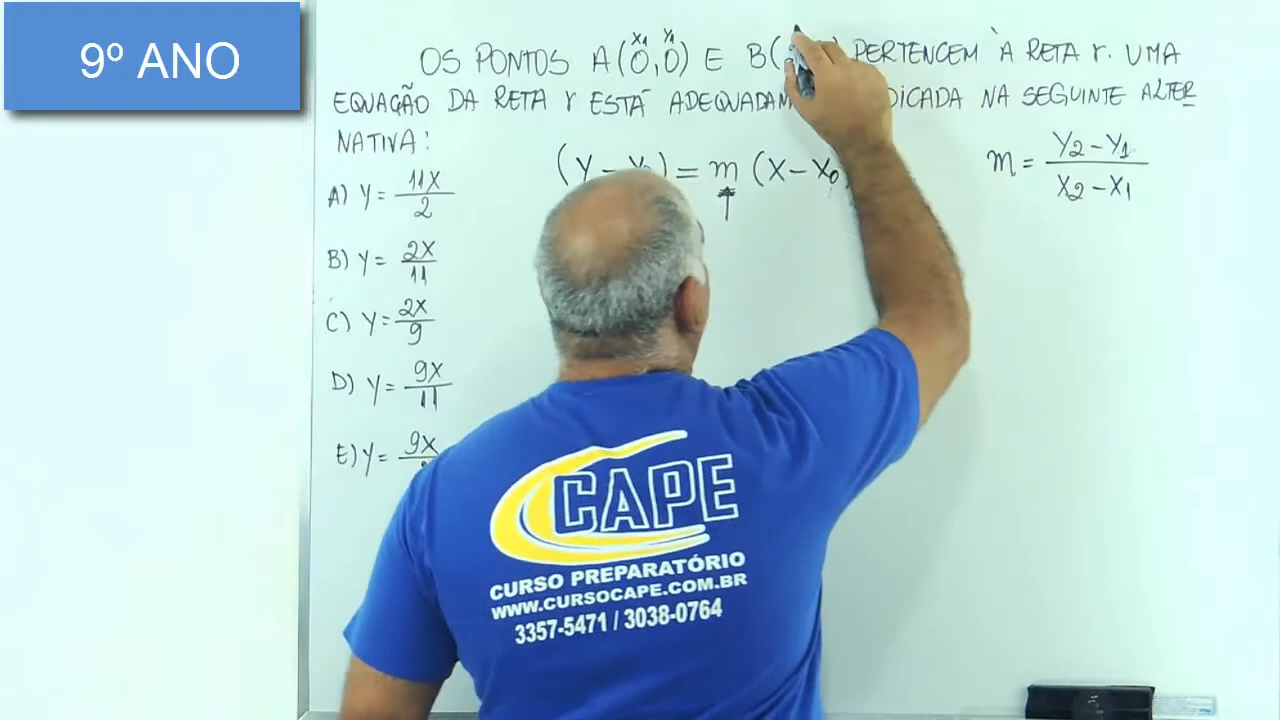 9º ANO
X1 Y1
OS PONTOS A(0,0) E B( PERTENCEM À RETA r. UMA
EQUAÇÃO DA RETA r ESTÁ ADEQUADAM DICADA NA SEGUINTE ALTER
NATIVA:
(Y - ) = m (X - X0
m = Y2 - Y1 / X2 - X1
A) Y = 11X / 2
B) Y = 2X / 11
C) Y = 2X / 9
D) Y = 9X / 11
E) Y = 9X
CAPE
CURSO PREPARATÓRIO
WWW.CURSOCAPE.COM.BR
3357-5471 / 3038-0764